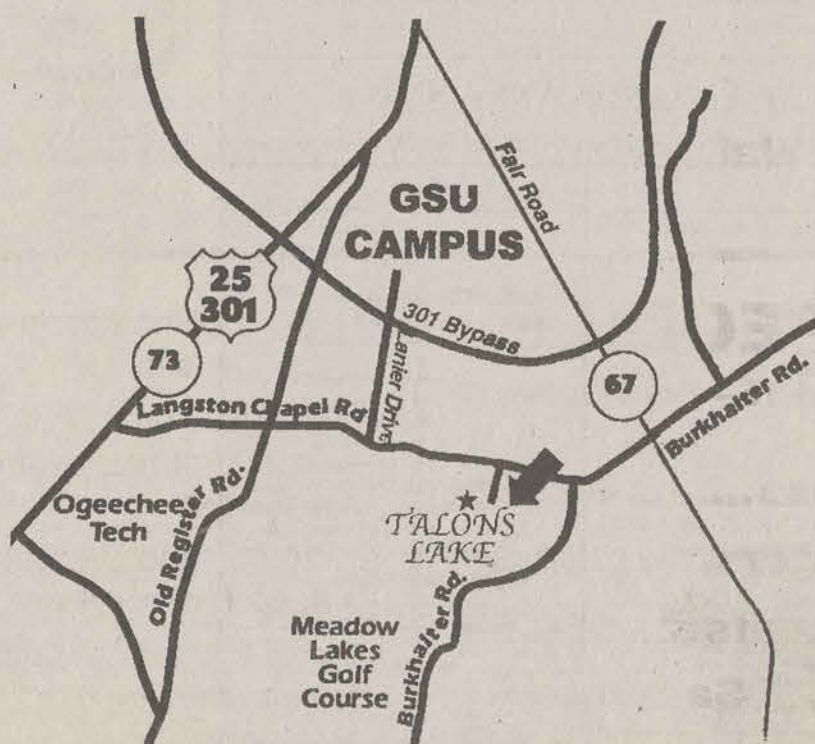 GSU
CAMPUS
Fair Road
25
301
301 Bypass
73
Lanier Drive
67
Langston Chapel Rd
Burkhalter Rd.
Ogeechee
Tech
Old Register Rd.
TALONS
LAKE
Burkhalter Rd.
Meadow
Lakes
Golf
Course